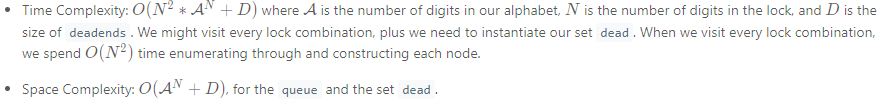 • Time Complexity: O(N² * 𝒜ᴺ + D) where 𝒜 is the number of digits in our alphabet, N is the number of digits in the lock, and D is the
size of deadends . We might visit every lock combination, plus we need to instantiate our set dead . When we visit every lock combination,
we spend O(N²) time enumerating through and constructing each node.
• Space Complexity: O(𝒜ᴺ + D), for the queue and the set dead .